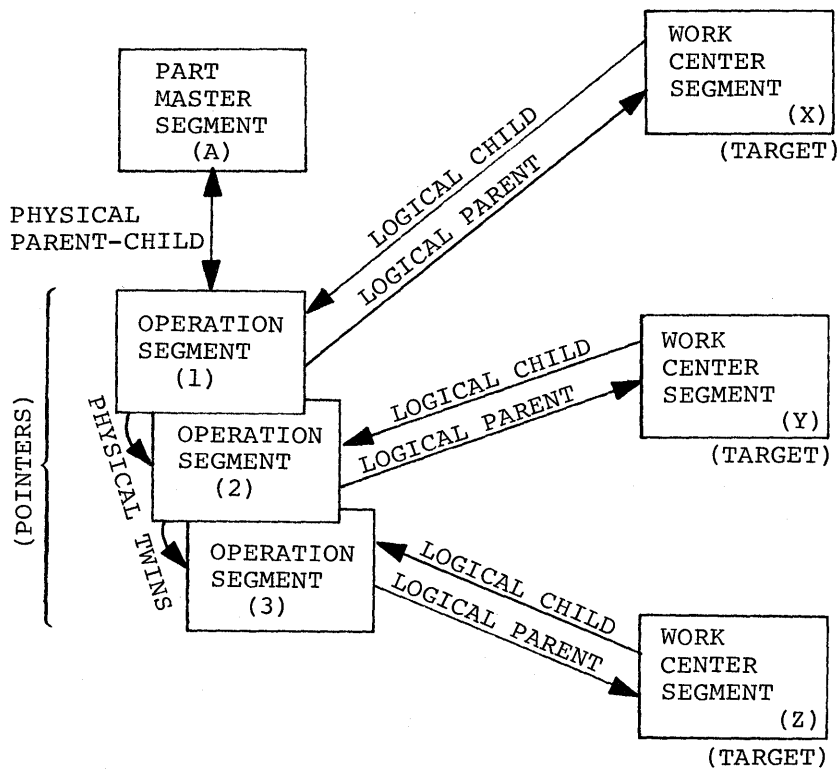 PART
MASTER
SEGMENT
(A)
WORK
CENTER
SEGMENT
(X)
(TARGET)
LOGICAL CHILD
LOGICAL PARENT
PHYSICAL
PARENT-CHILD
OPERATION
SEGMENT
(1)
WORK
CENTER
SEGMENT
(Y)
(TARGET)
LOGICAL CHILD
LOGICAL PARENT
(POINTERS)
PHYSICAL TWINS
OPERATION
SEGMENT
(2)
OPERATION
SEGMENT
(3)
LOGICAL CHILD
LOGICAL PARENT
WORK
CENTER
SEGMENT
(Z)
(TARGET)